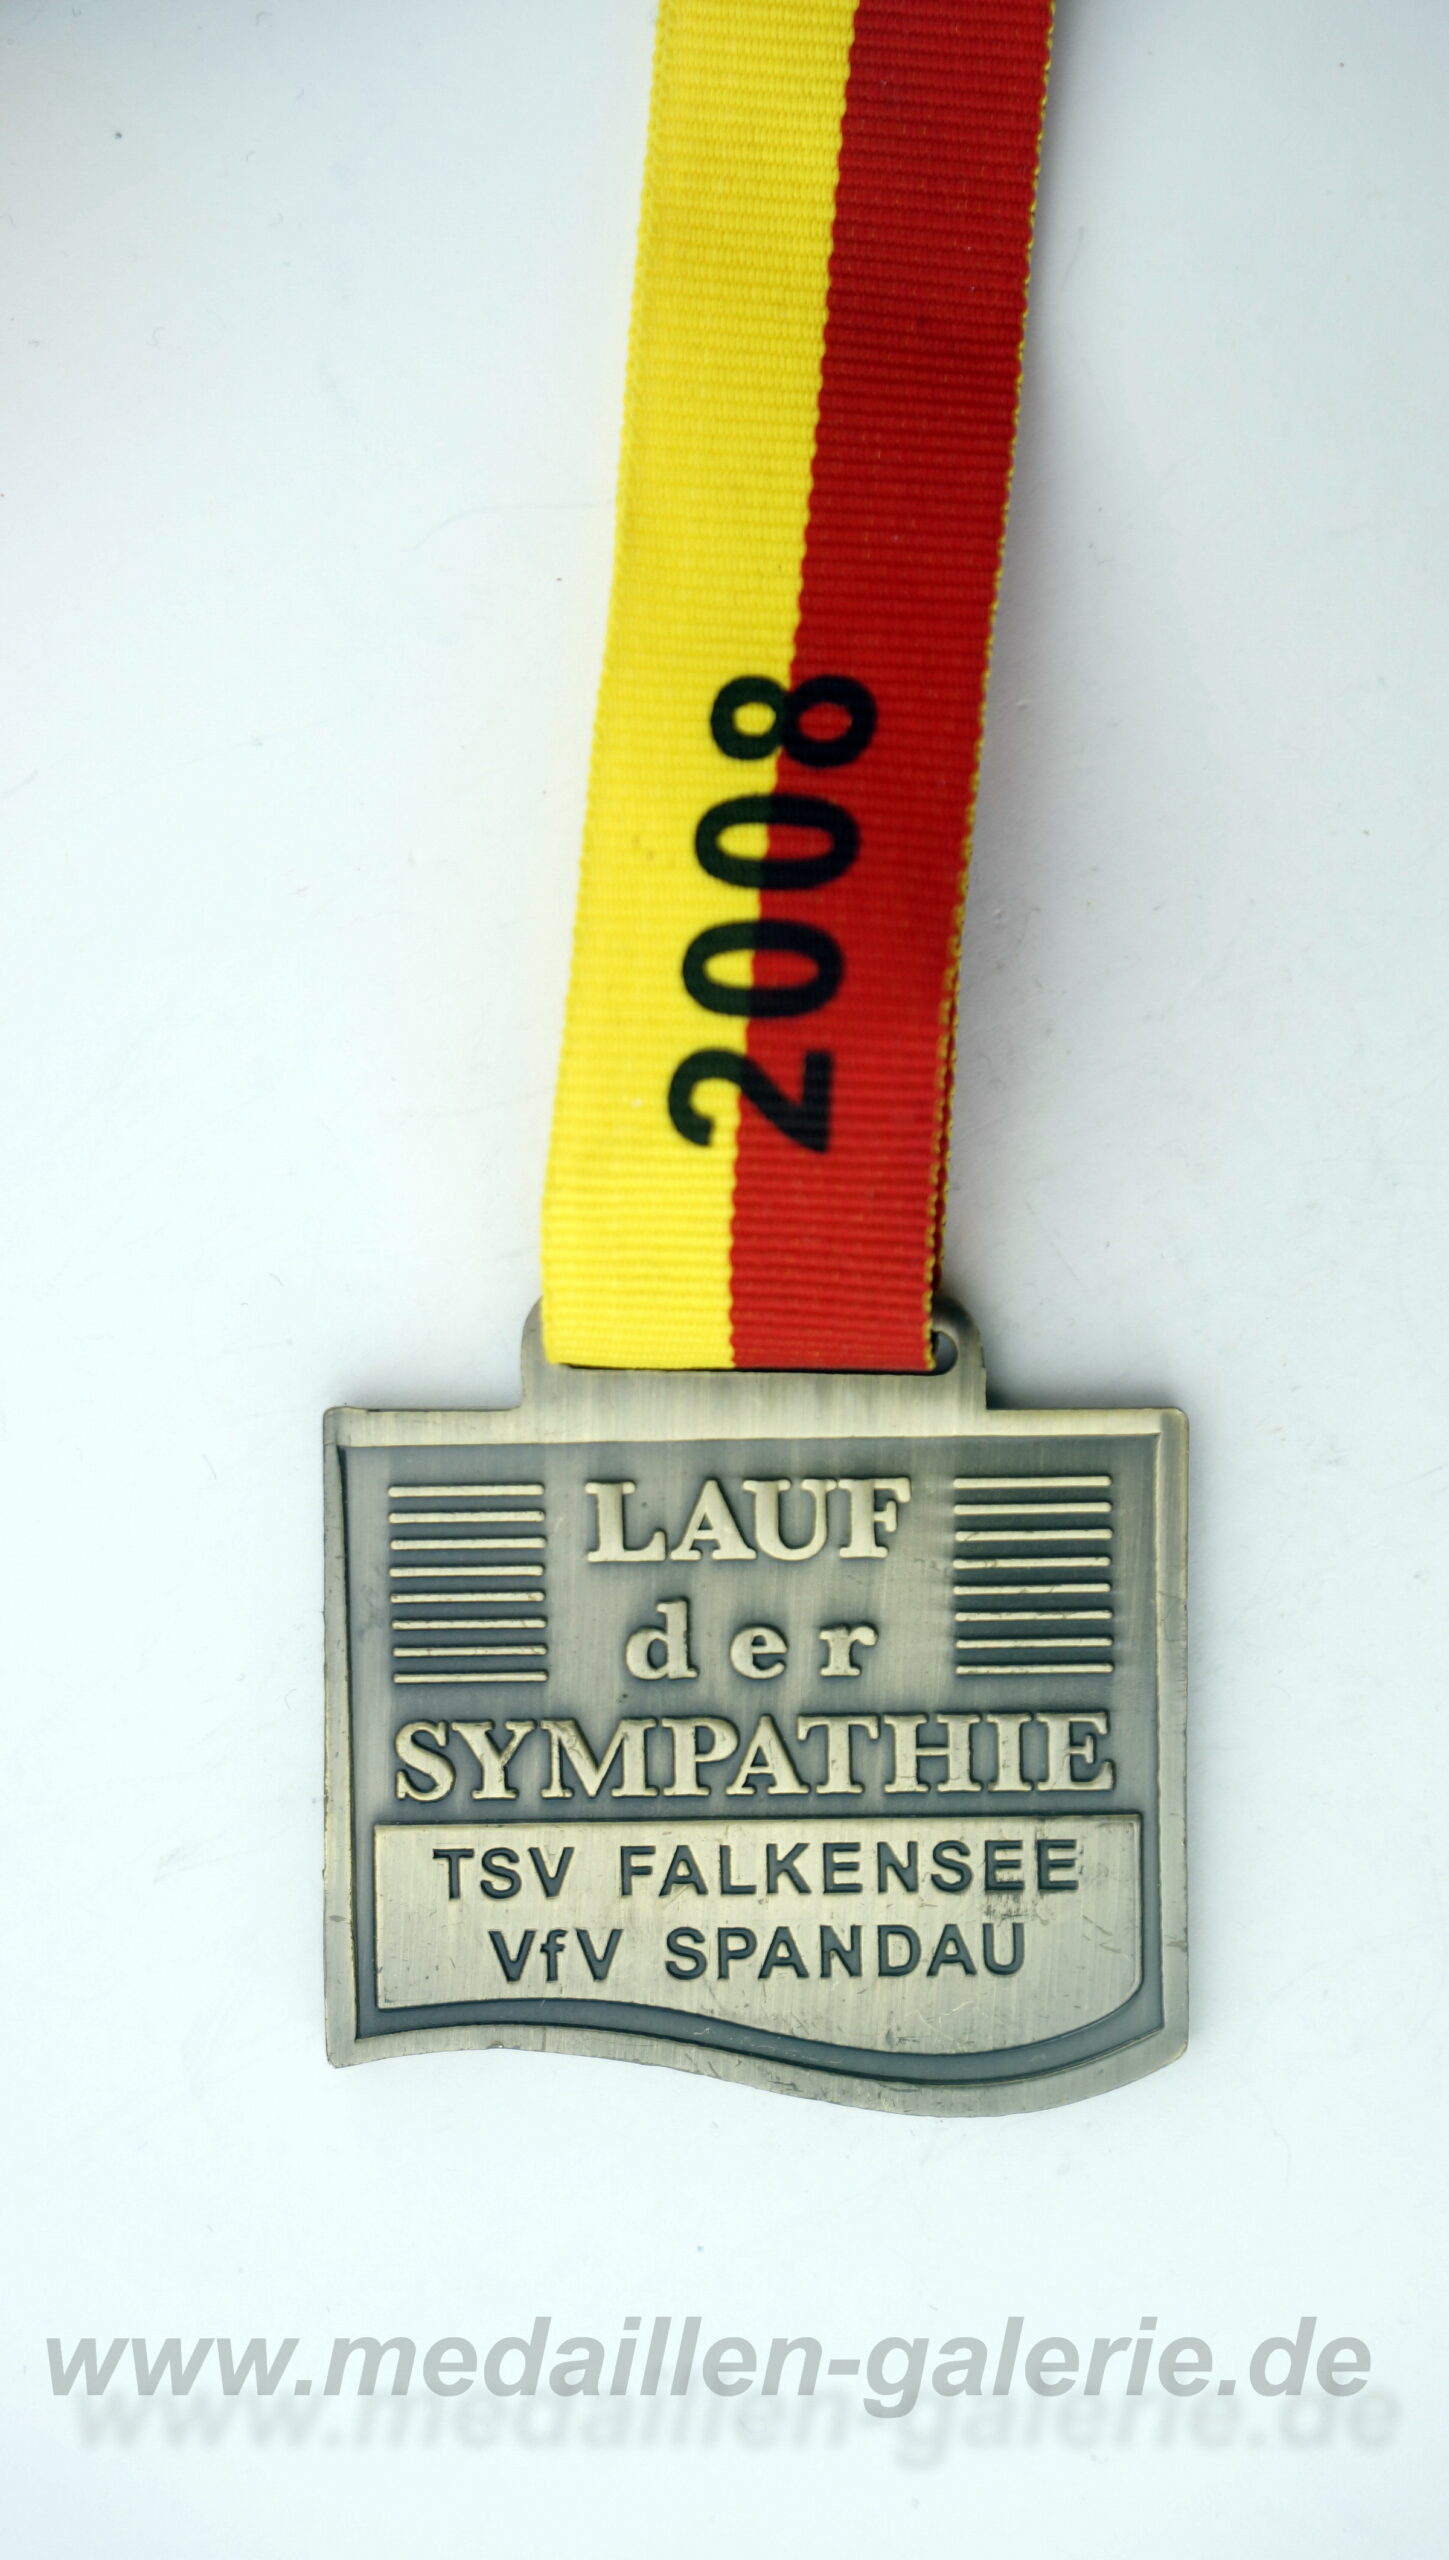 2008
LAUF
der
SYMPATHIE
TSV FALKENSEE
VfV SPANDAU
www.medaillen-galerie.de